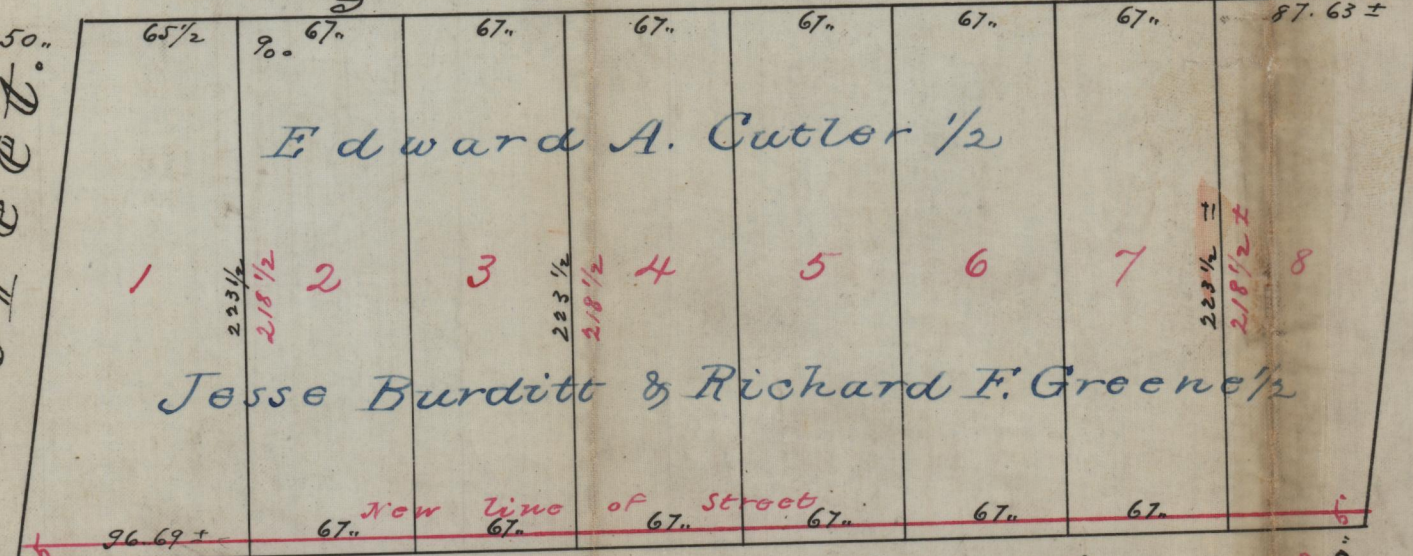 50"
65½ 67" 67" 67" 67" 67" 67" 87.63 ±
90°
Edward A. Cutler ½
1 2 3 4 5 6 7 8
223½ 218½ 223½ 218½ 223½ ± 218½ ±
Jesse Burditt & Richard F. Greene ½
New line of Street
5 96.69 ± 67" 67" 67" 67" 67" 67" 5